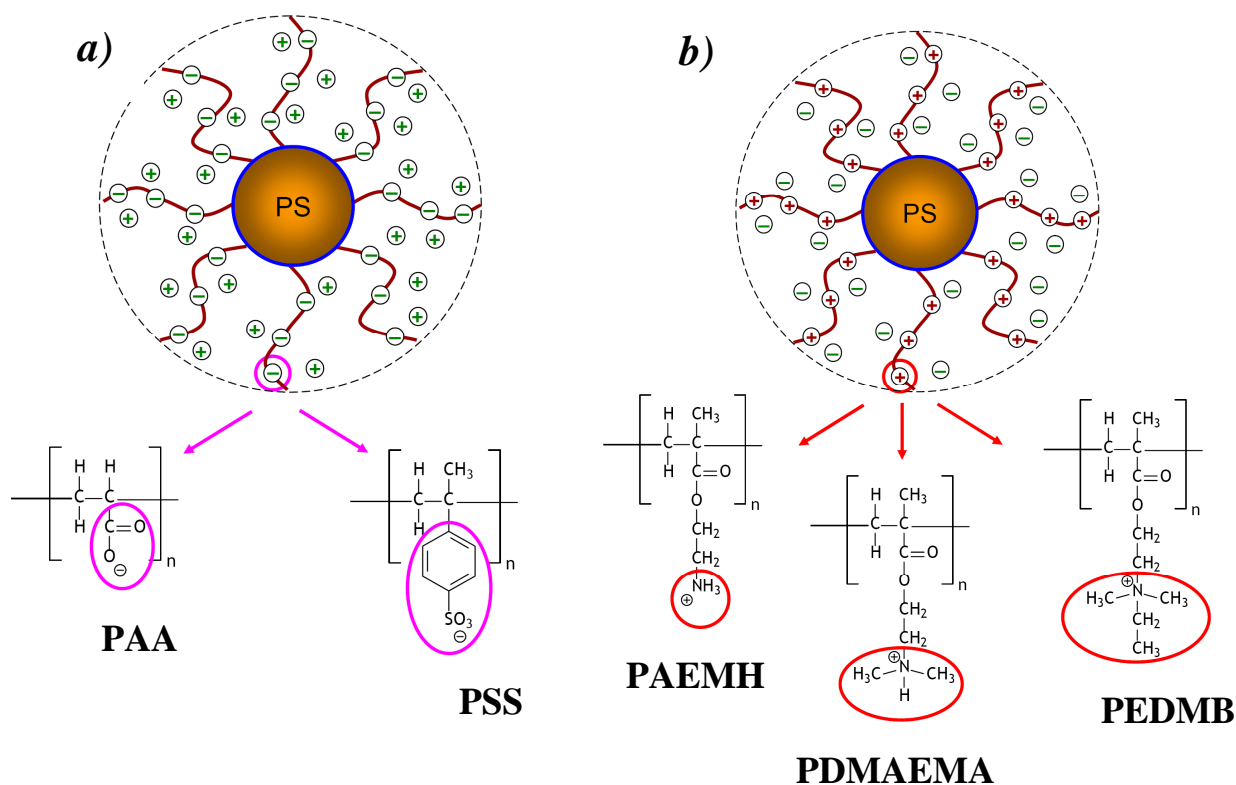 a)
b)
PS
PS
H
H
C
C
H
C
O
O
⊖
n
PAA
H
CH₃
C
C
H
n
SO₃
⊖
PSS
H
CH₃
C
C
H
C
O
O
n
CH₂
CH₂
NH₃
⊕
PAEMH
H
CH₃
C
C
H
C
O
O
n
CH₂
CH₂
⊕
H₃C
N
CH₃
H
PDMAEMA
H
CH₃
C
C
H
C
O
O
n
CH₂
CH₂
⊕
N
H₃C
CH₃
CH₂
CH₃
PEDMB